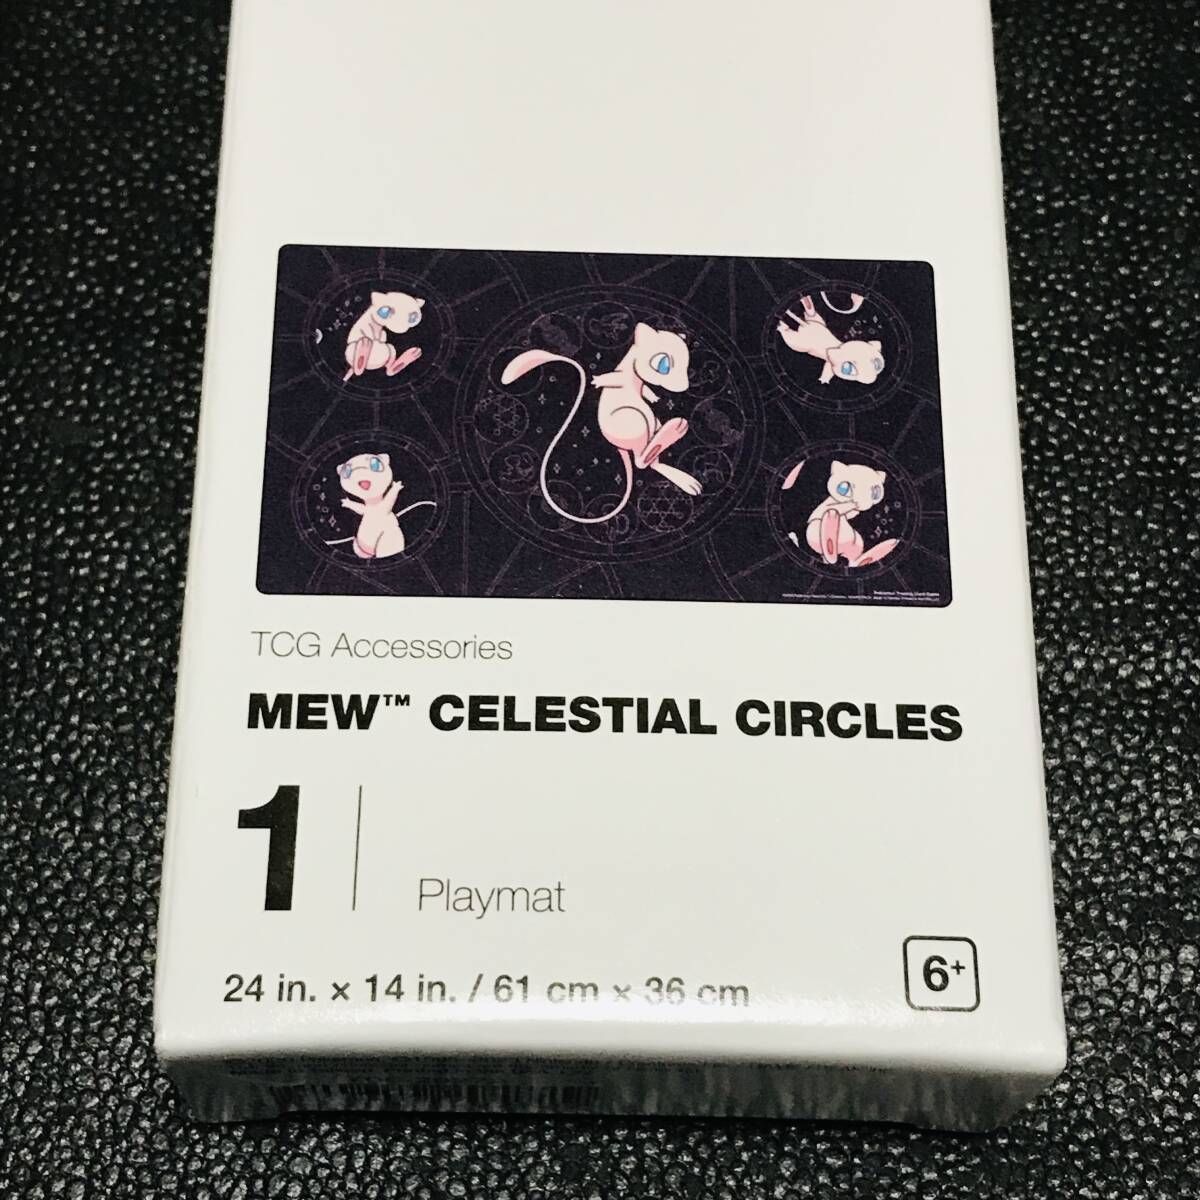 TCG Accessories
MEW™ CELESTIAL CIRCLES
1
Playmat
24 in. × 14 in. / 61 cm × 36 cm
6+